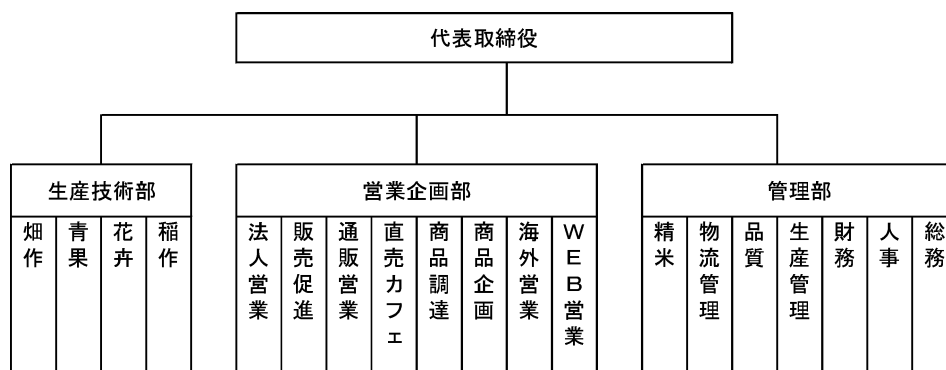 代表取締役
生産技術部
畑作
青果
花卉
稲作
営業企画部
法人営業
販売促進
通販営業
直売カフェ
商品調達
商品企画
海外営業
WEB営業
管理部
精米
物流管理
品質
生産管理
財務
人事
総務